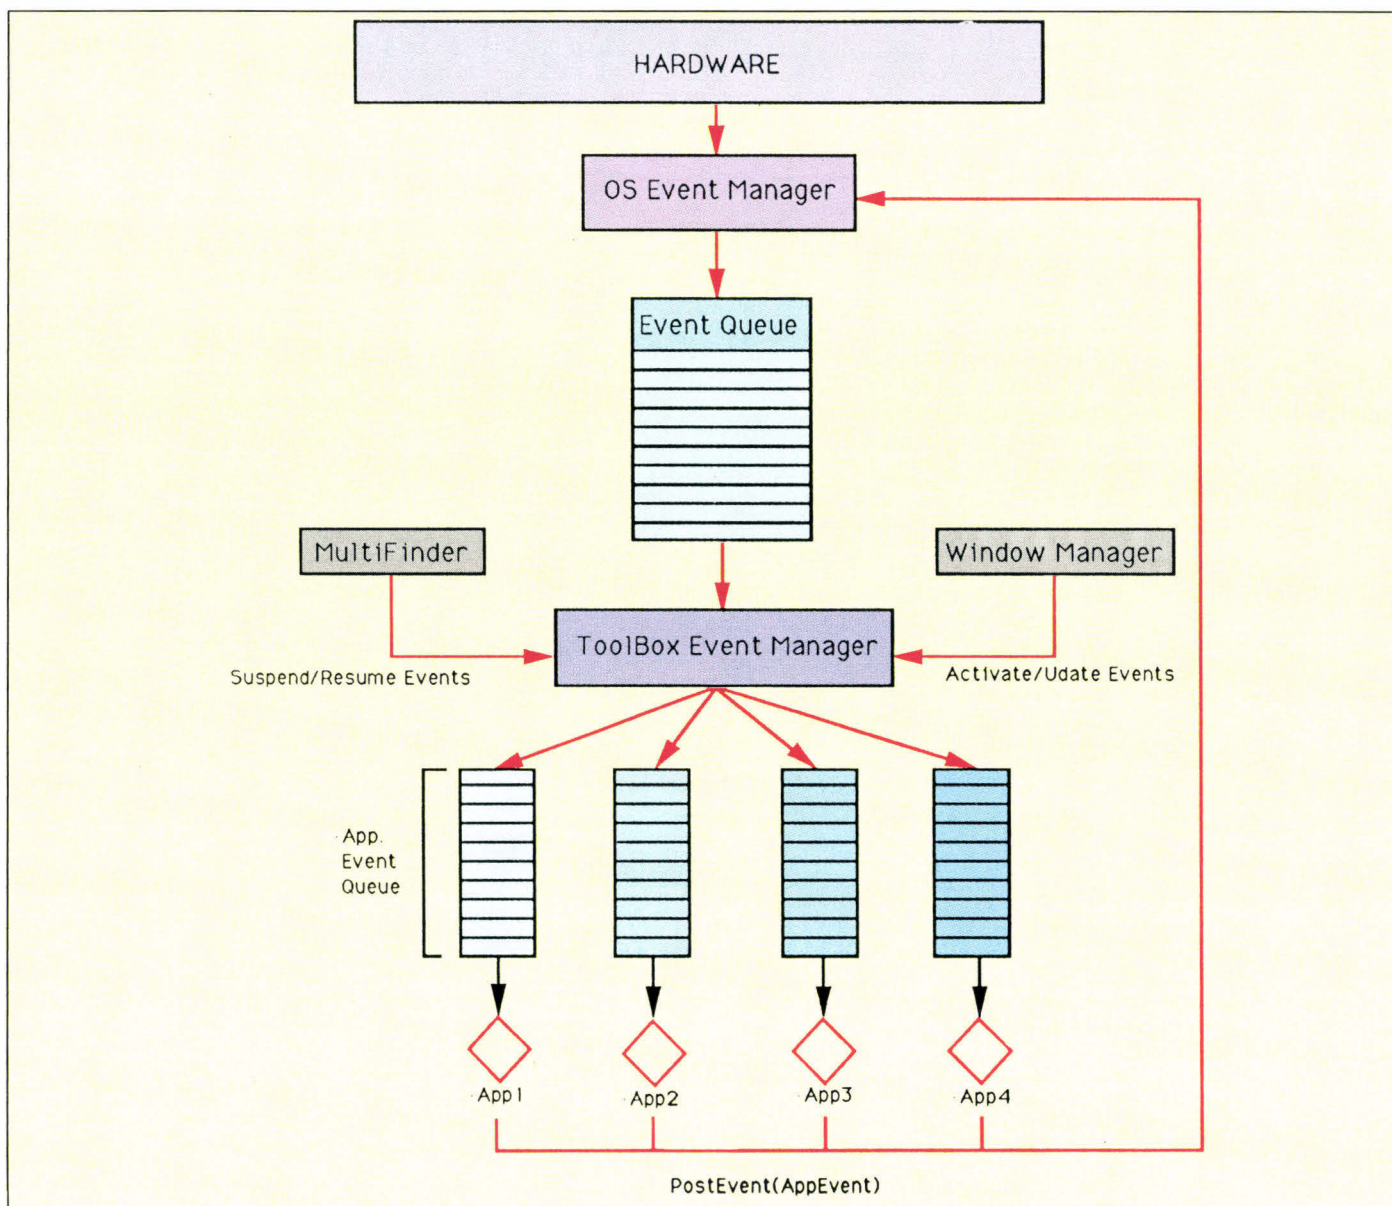 HARDWARE
OS Event Manager
Event Queue
MultiFinder
Window Manager
ToolBox Event Manager
Suspend/Resume Events
Activate/Udate Events
App.
Event
Queue
App1
App2
App3
App4
PostEvent(AppEvent)